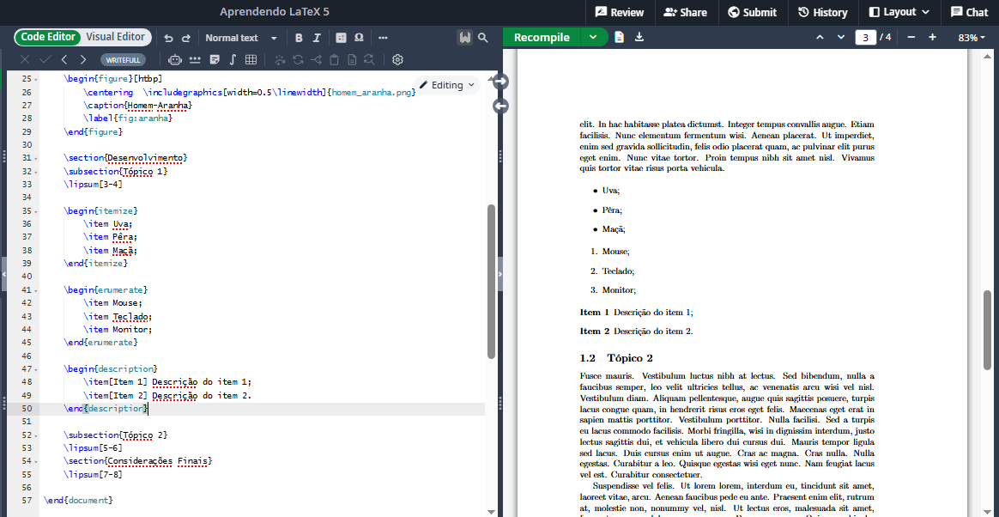 Aprendendo LaTeX 5
Review Share Submit History Layout Chat
Code Editor Visual Editor Normal text B I Ω Recompile 3 / 4 83%
WRITEFULL
Editing
25 \begin{figure}[htbp]
26 \centering \includegraphics[width=0.5\linewidth]{homem_aranha.png}
27 \caption{Homem-Aranha}
28 \label{fig:aranha}
29 \end{figure}
30
31 \section{Desenvolvimento}
32 \subsection{Tópico 1}
33 \lipsum[3-4]
34
35 \begin{itemize}
36 \item Uva;
37 \item Pêra;
38 \item Maçã;
39 \end{itemize}
40
41 \begin{enumerate}
42 \item Mouse;
43 \item Teclado;
44 \item Monitor;
45 \end{enumerate}
46
47 \begin{description}
48 \item[Item 1] Descrição do item 1;
49 \item[Item 2] Descrição do item 2.
50 \end{description}
51
52 \subsection{Tópico 2}
53 \lipsum[5-6]
54 \section{Considerações Finais}
55 \lipsum[7-8]
56
57 \end{document}
elit. In hac habitasse platea dictumst. Integer tempus convallis augue. Etiam
facilisis. Nunc elementum fermentum wisi. Aenean placerat. Ut imperdiet,
enim sed gravida sollicitudin, felis odio placerat quam, ac pulvinar elit purus
eget enim. Nunc vitae tortor. Proin tempus nibh sit amet nisl. Vivamus
quis tortor vitae risus porta vehicula.
• Uva;
• Pêra;
• Maçã;
1. Mouse;
2. Teclado;
3. Monitor;
Item 1 Descrição do item 1;
Item 2 Descrição do item 2.
1.2 Tópico 2
Fusce mauris. Vestibulum luctus nibh at lectus. Sed bibendum, nulla a
faucibus semper, leo velit ultricies tellus, ac venenatis arcu wisi vel nisl.
Vestibulum diam. Aliquam pellentesque, augue quis sagittis posuere, turpis
lacus congue quam, in hendrerit risus eros eget felis. Maecenas eget erat in
sapien mattis porttitor. Vestibulum porttitor. Nulla facilisi. Sed a turpis
eu lacus commodo facilisis. Morbi fringilla, wisi in dignissim interdum, justo
lectus sagittis dui, et vehicula libero dui cursus dui. Mauris tempor ligula
sed lacus. Duis cursus enim ut augue. Cras ac magna. Cras nulla. Nulla
egestas. Curabitur a leo. Quisque egestas wisi eget nunc. Nam feugiat lacus
vel est. Curabitur consectetuer.
Suspendisse vel felis. Ut lorem lorem, interdum eu, tincidunt sit amet,
laoreet vitae, arcu. Aenean faucibus pede eu ante. Praesent enim elit, rutrum
at, molestie non, nonummy vel, nisl. Ut lectus eros, malesuada sit amet,